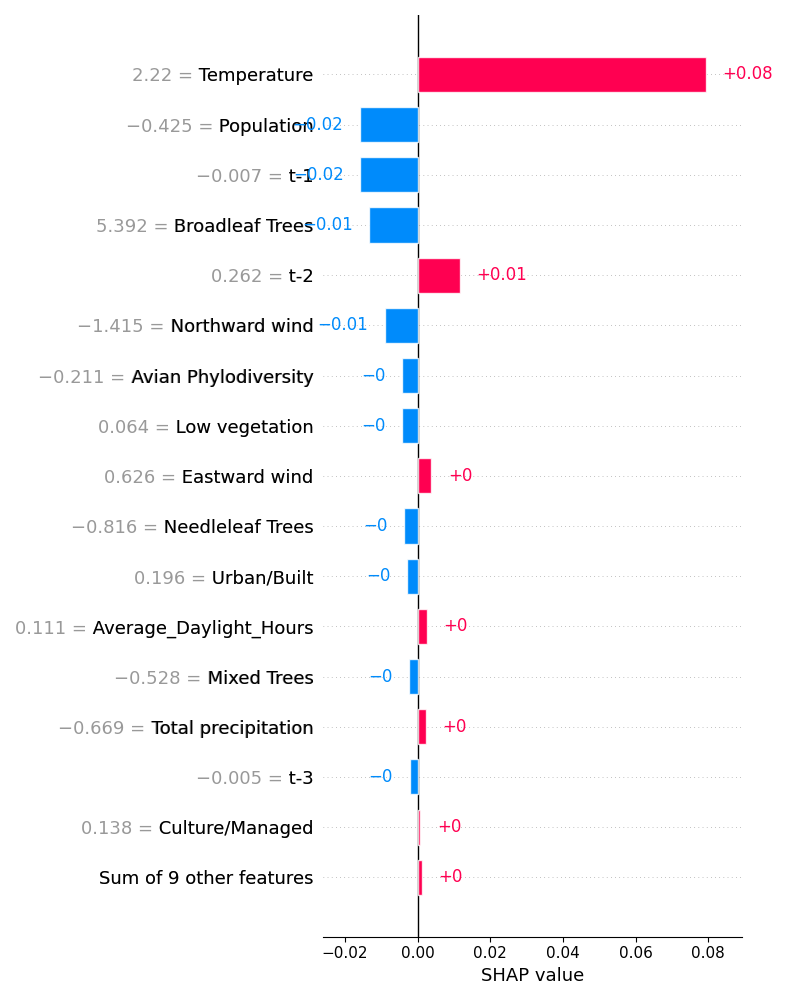 2.22 = Temperature +0.08
−0.425 = Population −0.02
−0.007 = t-1 −0.02
5.392 = Broadleaf Trees −0.01
0.262 = t-2 +0.01
−1.415 = Northward wind −0.01
−0.211 = Avian Phylodiversity −0
0.064 = Low vegetation −0
0.626 = Eastward wind +0
−0.816 = Needleleaf Trees −0
0.196 = Urban/Built −0
0.111 = Average_Daylight_Hours +0
−0.528 = Mixed Trees −0
−0.669 = Total precipitation +0
−0.005 = t-3 −0
0.138 = Culture/Managed +0
Sum of 9 other features +0
−0.02 0.00 0.02 0.04 0.06 0.08
SHAP value